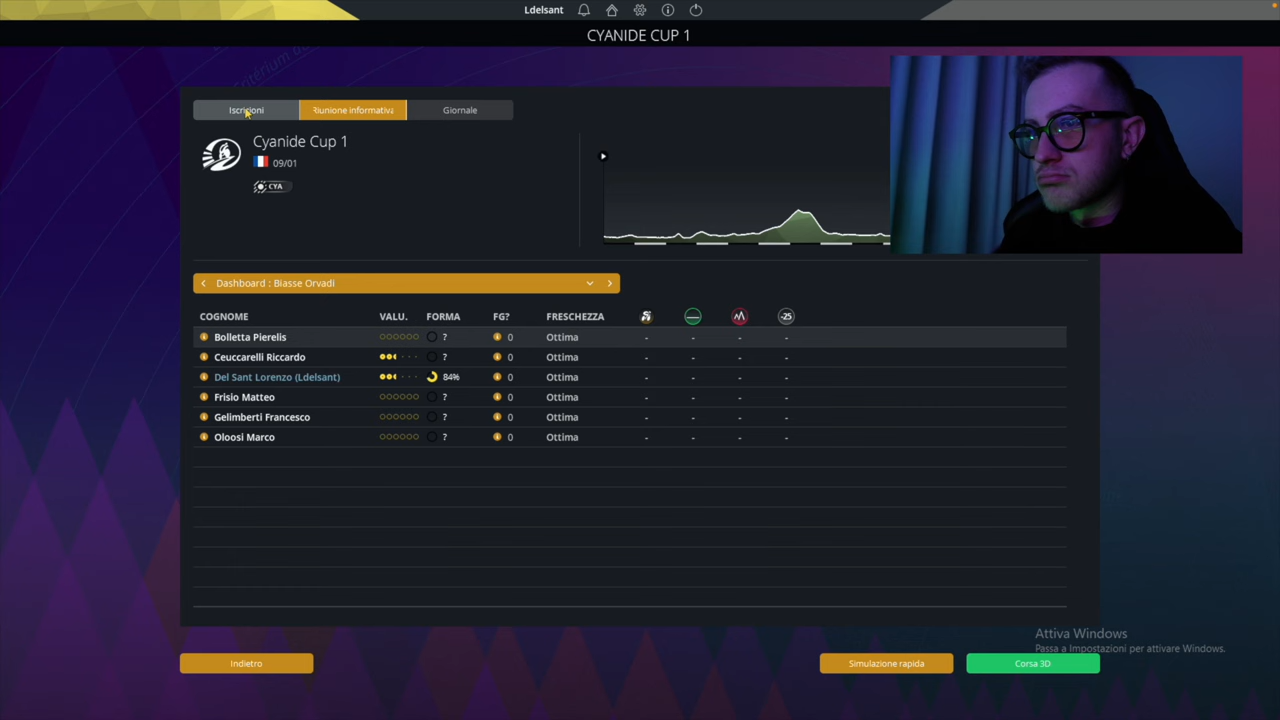 Ldelsant
CYANIDE CUP 1
Iscrizioni
Riunione informativa
Giornale
Cyanide Cup 1
09/01
CYA
Dashboard : Biasse Orvadi
COGNOME VALU. FORMA FG? FRESCHEZZA -25
Bolletta Pierelis ? 0 Ottima - - - -
Ceuccarelli Riccardo ? 0 Ottima - - - -
Del Sant Lorenzo (Ldelsant) 84% 0 Ottima - - - -
Frisio Matteo ? 0 Ottima - - - -
Gelimberti Francesco ? 0 Ottima - - - -
Oloosi Marco ? 0 Ottima - - - -
Attiva Windows
Passa a Impostazioni per attivare Windows.
Indietro
Simulazione rapida
Corsa 3D